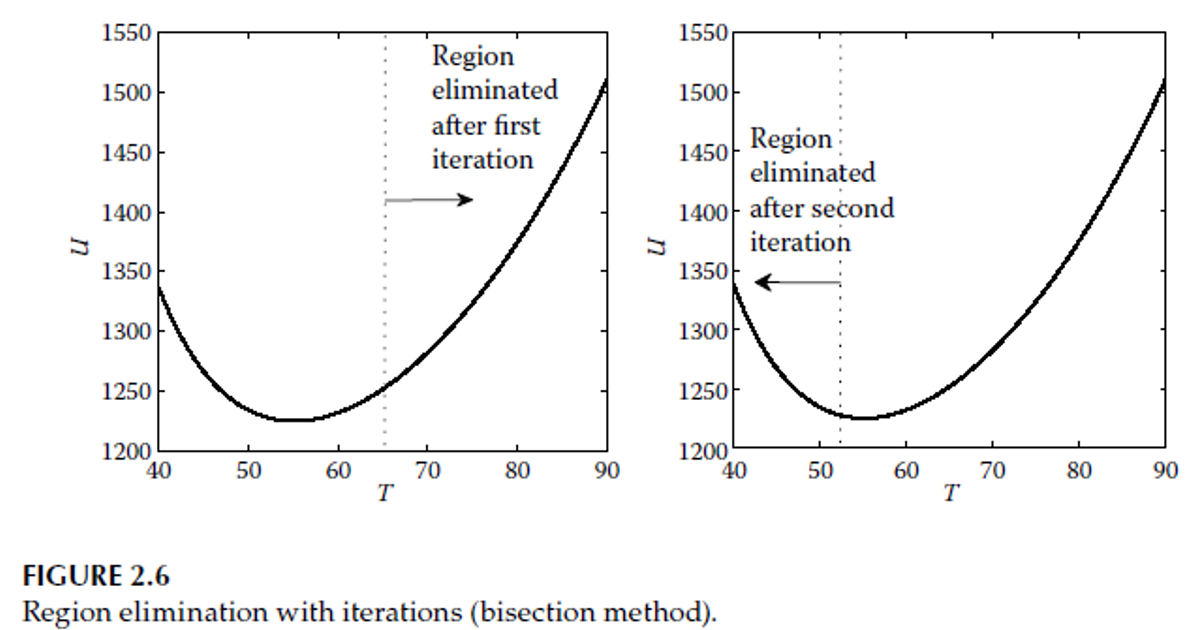 1550
1500
1450
1400
1350
1300
1250
1200
U
40 50 60 70 80 90
T
Region
eliminated
after first
iteration
1550
1500
1450
1400
1350
1300
1250
1200
U
40 50 60 70 80 90
T
Region
eliminated
after second
iteration
FIGURE 2.6
Region elimination with iterations (bisection method).